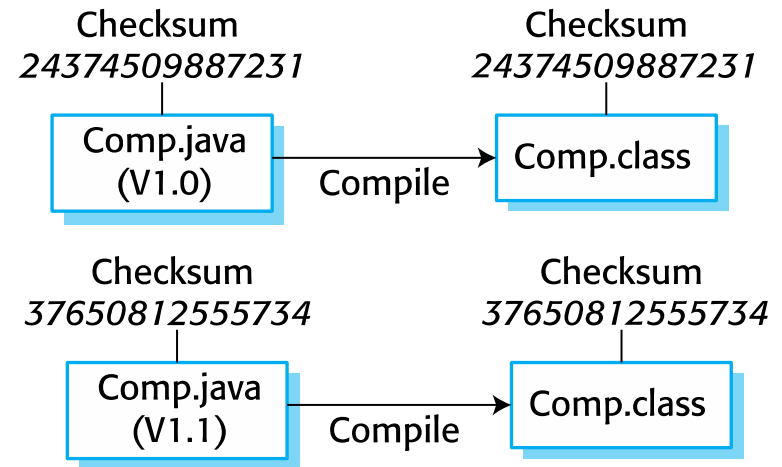 Checksum
24374509887231
Checksum
24374509887231
Comp.java
(V1.0)
Compile
Comp.class
Checksum
37650812555734
Checksum
37650812555734
Comp.java
(V1.1)
Compile
Comp.class